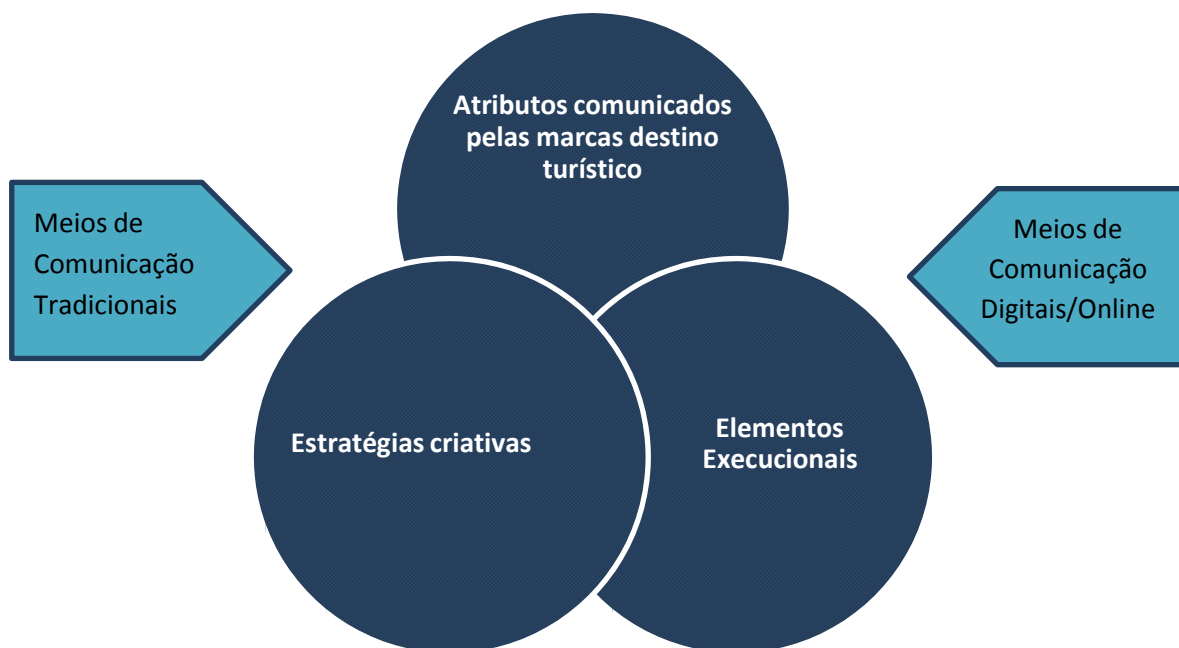 Atributos comunicados
pelas marcas destino
turístico
Meios de
Comunicação
Tradicionais
Meios de
Comunicação
Digitais/Online
Estratégias criativas
Elementos
Execucionais